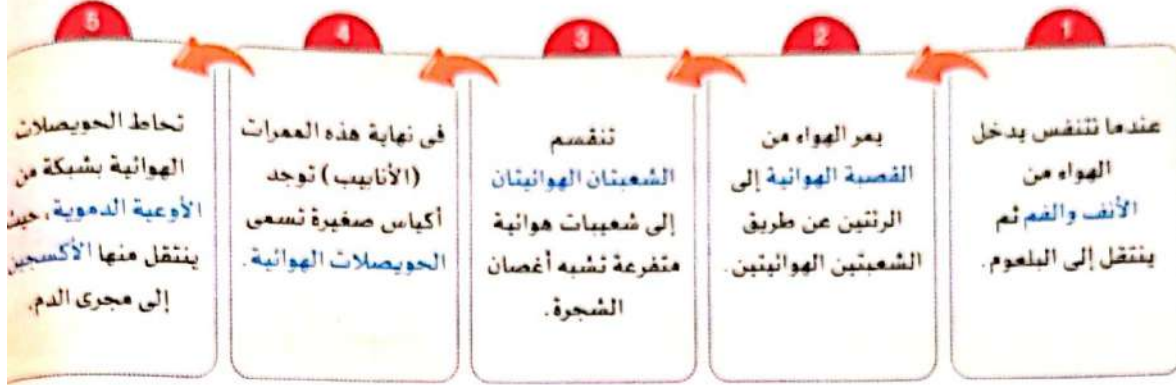 1
عندما تتنفس يدخل
الهواء من
الأنف والفم ثم
ينتقل إلى البلعوم.
2
يمر الهواء من
القصبة الهوائية إلى
الرئتين عن طريق
الشعبتين الهوائيتين.
3
تنقسم
الشعبتان الهوائيتان
إلى شعيبات هوائية
متفرعة تشبه أغصان
الشجرة.
4
فى نهاية هذه الممرات
(الأنابيب) توجد
أكياس صغيرة تسمى
الحويصلات الهوائية.
5
تحاط الحويصلات
الهوائية بشبكة من
الأوعية الدموية، حيث
ينتقل منها الأكسجين
إلى مجرى الدم.